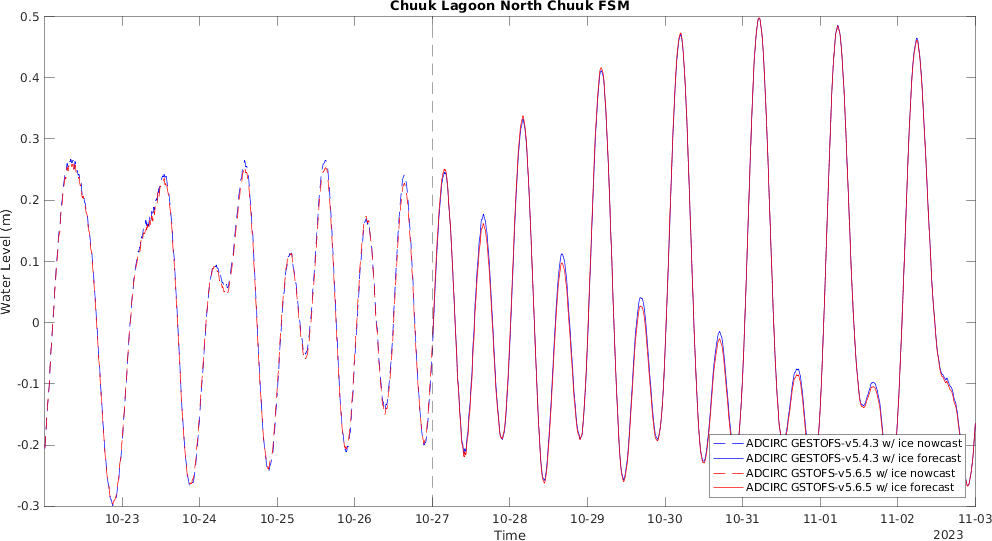 Chuuk Lagoon North Chuuk FSM
0.5
0.4
0.3
0.2
0.1
0
-0.1
-0.2
-0.3
Water Level (m)
10-23 10-24 10-25 10-26 10-27 10-28 10-29 10-30 10-31 11-01 11-02 11-03
Time
2023
ADCIRC GESTOFS-v5.4.3 w/ ice nowcast
ADCIRC GESTOFS-v5.4.3 w/ ice forecast
ADCIRC GSTOFS-v5.6.5 w/ ice nowcast
ADCIRC GSTOFS-v5.6.5 w/ ice forecast